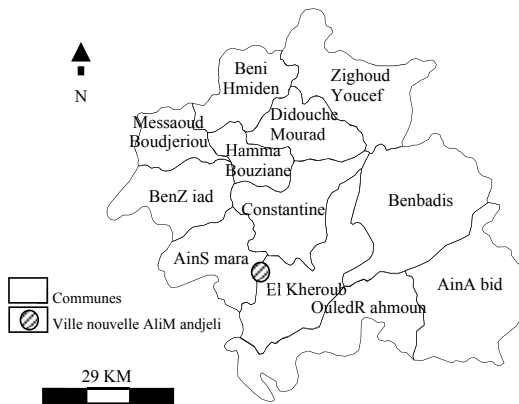 Beni
Hmiden
Zighoud
Youcef
N
Didouche
Mourad
Messaoud
Boudjeriou
Hamma
Bouziane
BenZ iad
Constantine
Benbadis
AinS mara
El Kheroub
AinA bid
OuledR ahmoun
Communes
Ville nouvelle AliM andjeli
29 KM